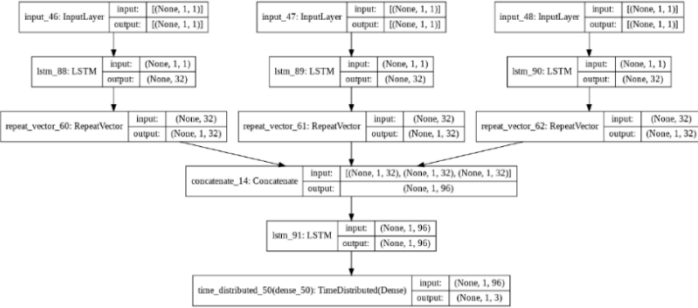 input_46: InputLayer input: [(None, 1, 1)] output: [(None, 1, 1)]
input_47: InputLayer input: [(None, 1, 1)] output: [(None, 1, 1)]
input_48: InputLayer input: [(None, 1, 1)] output: [(None, 1, 1)]
lstm_88: LSTM input: (None, 1, 1) output: (None, 32)
lstm_89: LSTM input: (None, 1, 1) output: (None, 32)
lstm_90: LSTM input: (None, 1, 1) output: (None, 32)
repeat_vector_60: RepeatVector input: (None, 32) output: (None, 1, 32)
repeat_vector_61: RepeatVector input: (None, 32) output: (None, 1, 32)
repeat_vector_62: RepeatVector input: (None, 32) output: (None, 1, 32)
concatenate_14: Concatenate input: [(None, 1, 32), (None, 1, 32), (None, 1, 32)] output: (None, 1, 96)
lstm_91: LSTM input: (None, 1, 96) output: (None, 1, 96)
time_distributed_50(dense_50): TimeDistributed(Dense) input: (None, 1, 96) output: (None, 1, 3)